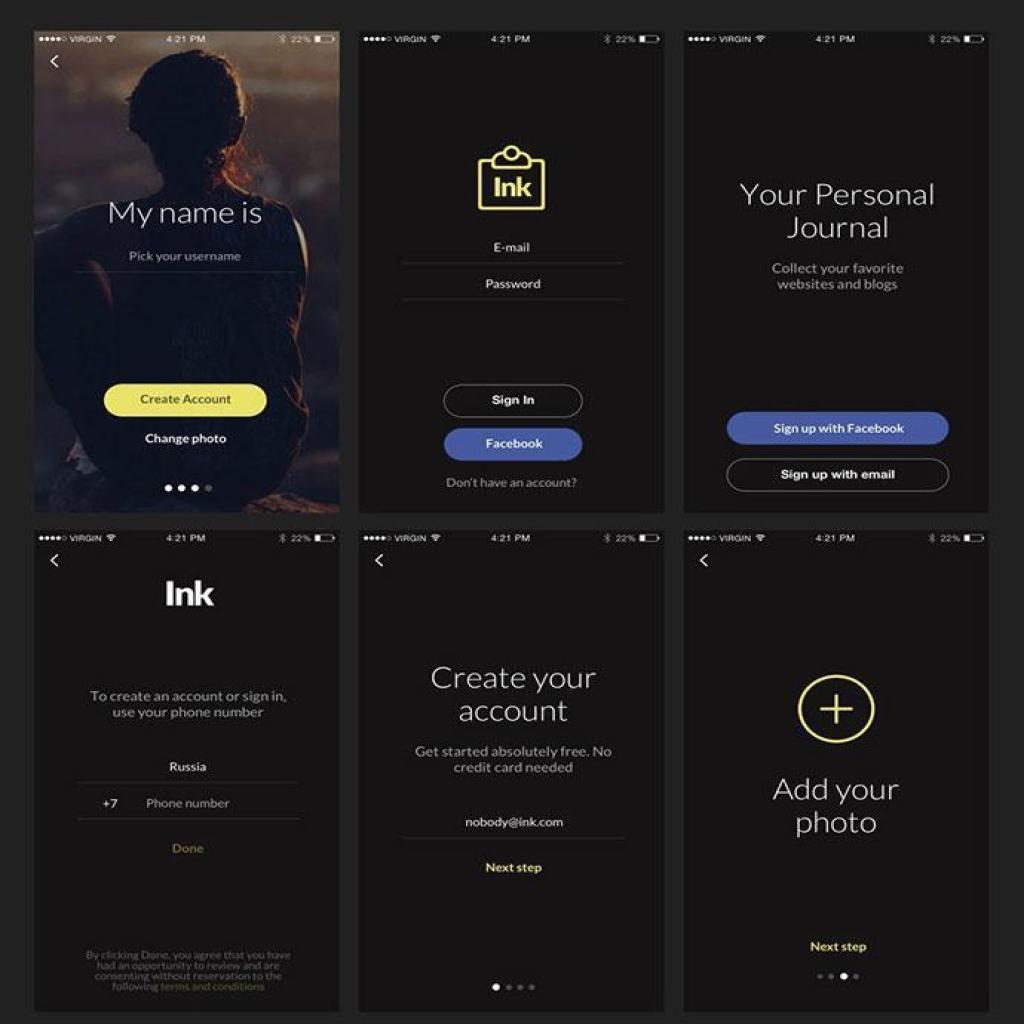 VIRGIN 4:21 PM 22%
My name is
Pick your username
Create Account
Change photo
VIRGIN 4:21 PM 22%
Ink
E-mail
Password
Sign In
Facebook
Don't have an account?
VIRGIN 4:21 PM 22%
Your Personal
Journal
Collect your favorite
websites and blogs
Sign up with Facebook
Sign up with email
VIRGIN 4:21 PM 22%
Ink
To create an account or sign in,
use your phone number
Russia
+7 Phone number
Done
By clicking Done, you agree that you have
had an opportunity to review and are
consenting without reservation to the
following terms and conditions
VIRGIN 4:21 PM 22%
Create your
account
Get started absolutely free. No
credit card needed
nobody@ink.com
Next step
VIRGIN 4:21 PM 22%
Add your
photo
Next step